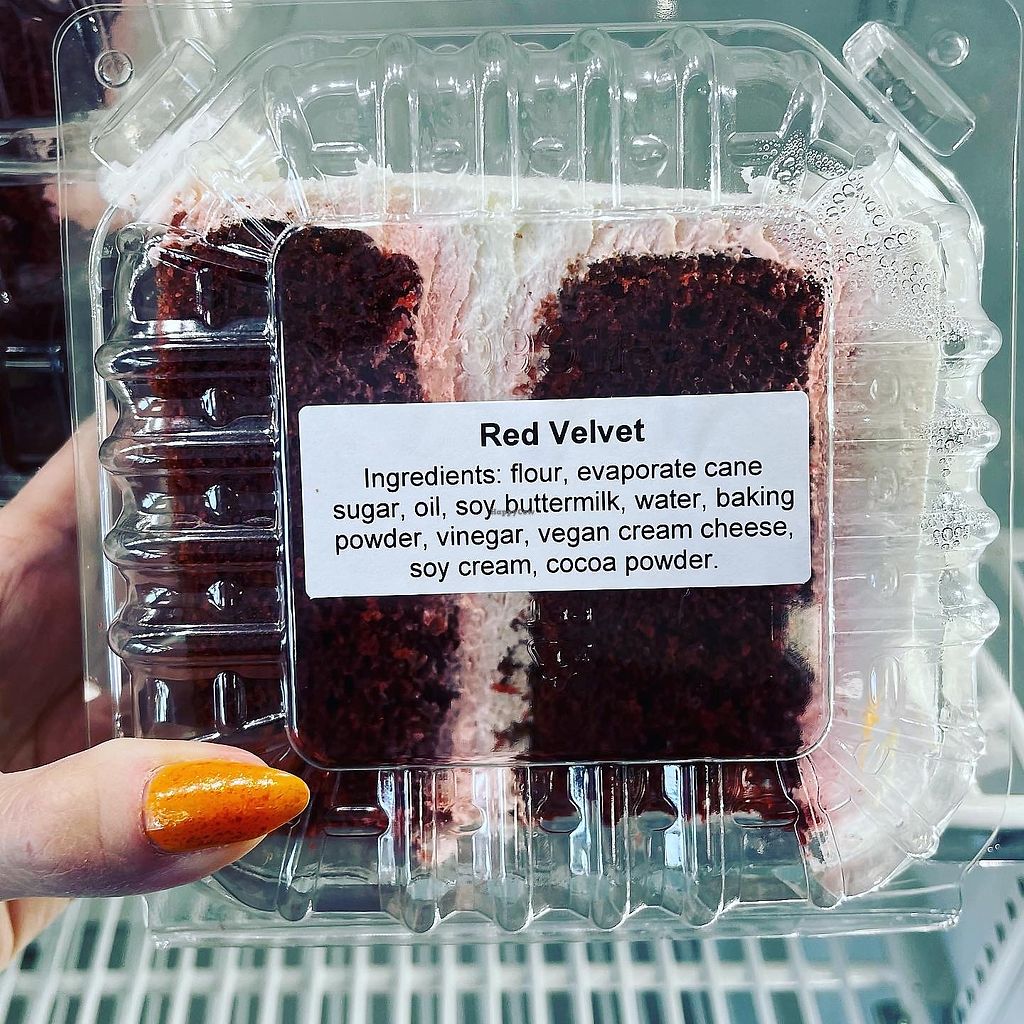 Red Velvet
Ingredients: flour, evaporate cane
sugar, oil, soy buttermilk, water, baking
powder, vinegar, vegan cream cheese,
soy cream, cocoa powder.